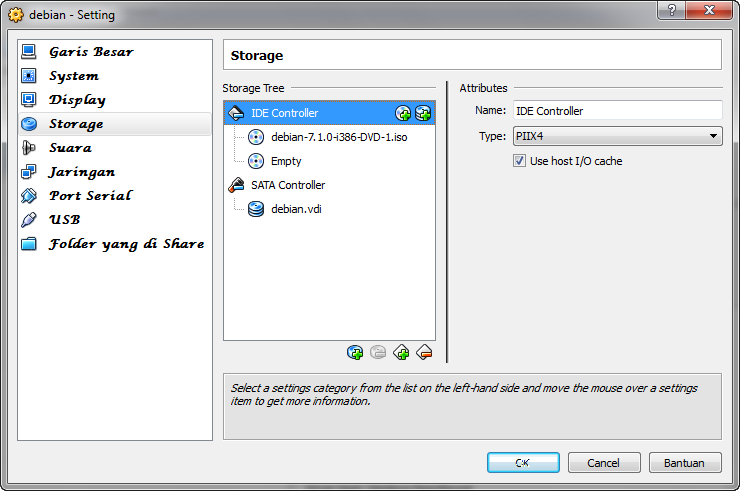 debian - Setting
Garis Besar
System
Display
Storage
Suara
Jaringan
Port Serial
USB
Folder yang di Share
Storage
Storage Tree
IDE Controller
debian-7.1.0-i386-DVD-1.iso
Empty
SATA Controller
debian.vdi
Attributes
Name: IDE Controller
Type: PIIX4
Use host I/O cache
Select a settings category from the list on the left-hand side and move the mouse over a settings
item to get more information.
OK Cancel Bantuan